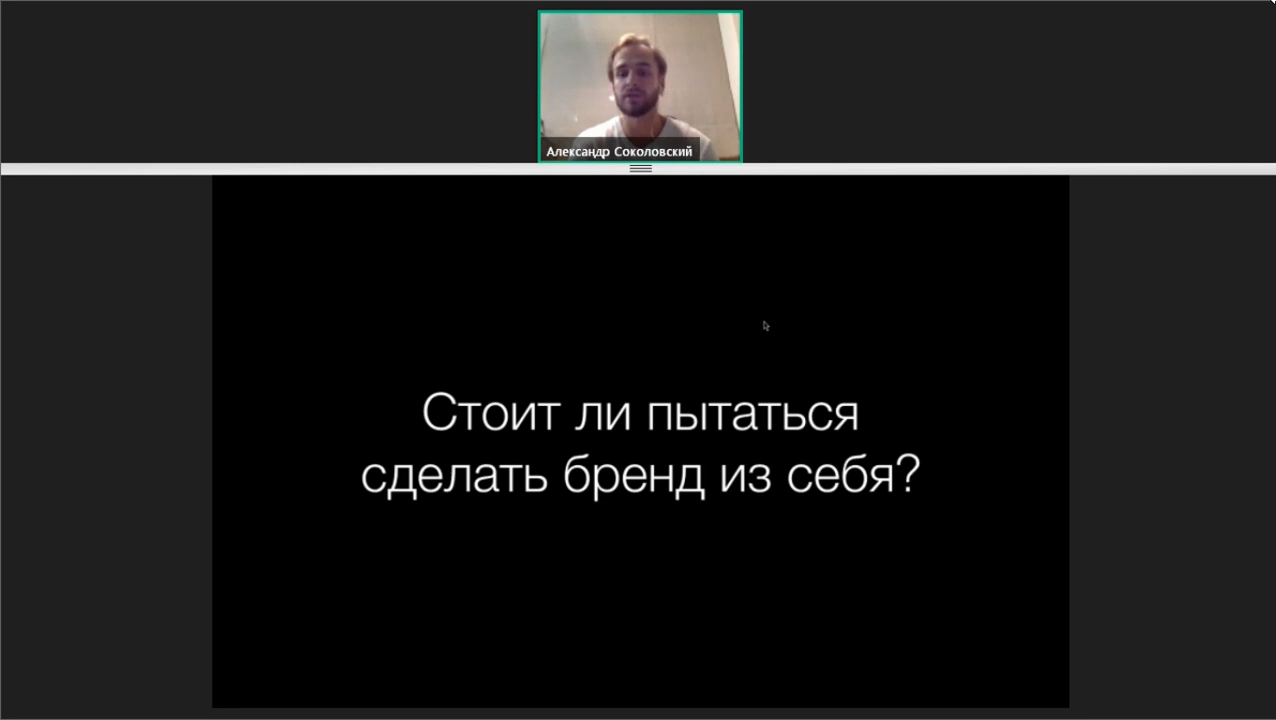 Александр Соколовский
Стоит ли пытаться
сделать бренд из себя?